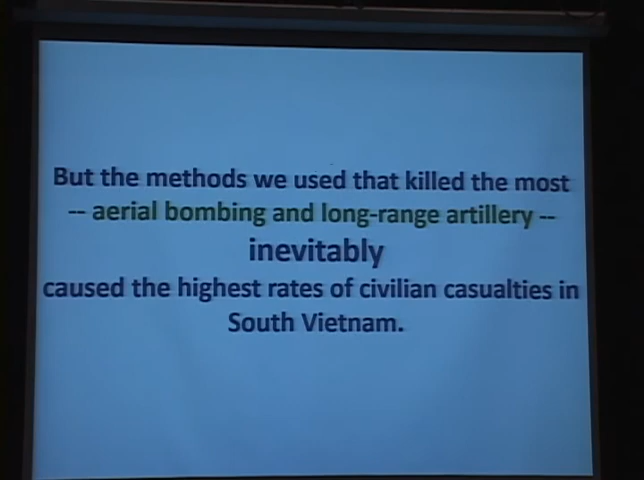 But the methods we used that killed the most
-- aerial bombing and long-range artillery --
inevitably
caused the highest rates of civilian casualties in
South Vietnam.